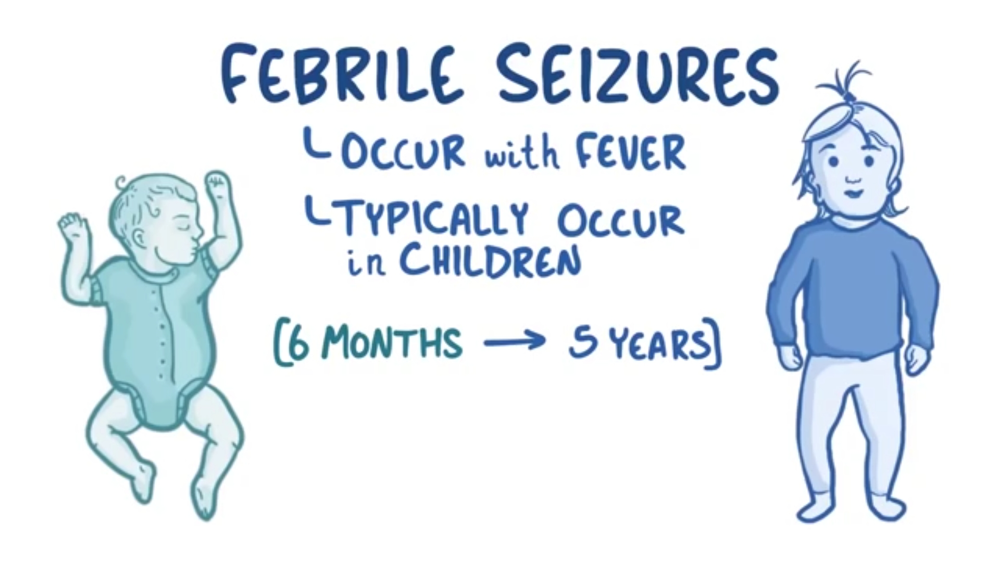 FEBRILE SEIZURES
OCCUR with FEVER
TYPICALLY OCCUR
in CHILDREN
[6 MONTHS → 5 YEARS]